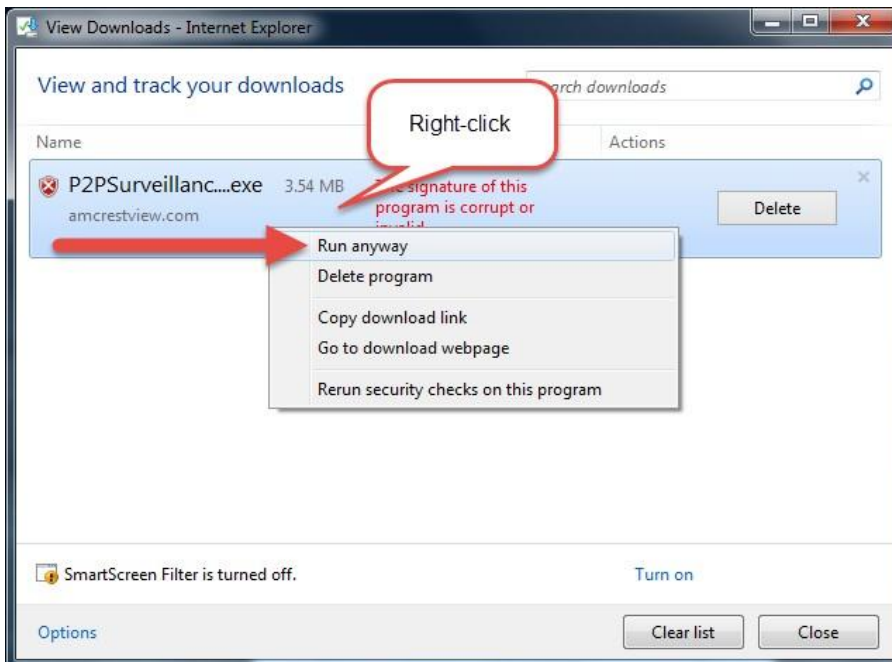 View Downloads - Internet Explorer
View and track your downloads
arch downloads
Right-click
Name
Actions
P2PSurveillanc....exe 3.54 MB
signature of this
program is corrupt or
invalid
Delete
amcrestview.com
Run anyway
Delete program
Copy download link
Go to download webpage
Rerun security checks on this program
SmartScreen Filter is turned off.
Turn on
Options
Clear list
Close